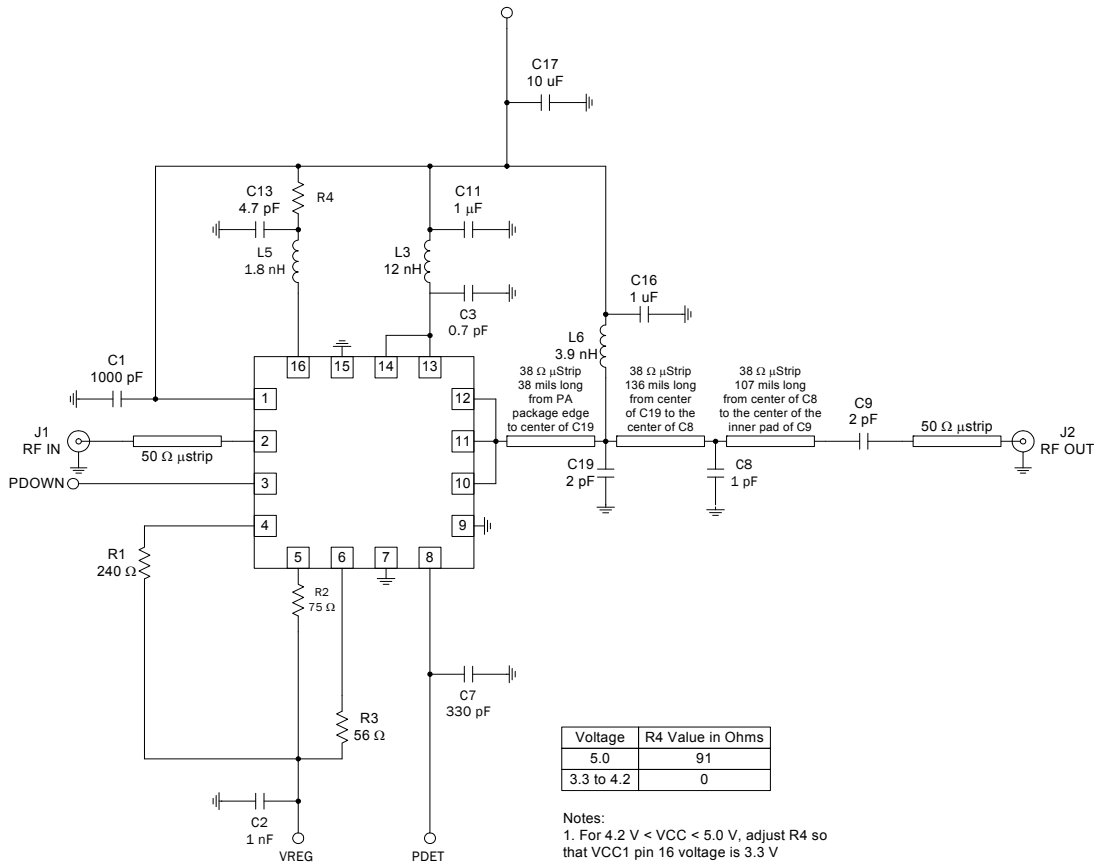 C17
10 uF
C13
4.7 pF
R4
C11
1 µF
L5
1.8 nH
L3
12 nH
C3
0.7 pF
C16
1 uF
L6
3.9 nH
C1
1000 pF
16
15
14
13
1
2
3
4
12
11
10
9
5
6
7
8
J1
RF IN
50 Ω µstrip
PDOWN
38 Ω µStrip
38 mils long
from PA
package edge
to center of C19
38 Ω µStrip
136 mils long
from center
of C19 to the
center of C8
38 Ω µStrip
107 mils long
from center of C8
to the center of the
inner pad of C9
C9
2 pF
50 Ω µstrip
J2
RF OUT
C19
2 pF
C8
1 pF
R1
240 Ω
R2
75 Ω
R3
56 Ω
C7
330 pF
C2
1 nF
VREG
PDET
Voltage R4 Value in Ohms
5.0 91
3.3 to 4.2 0
Notes:
1. For 4.2 V < VCC < 5.0 V, adjust R4 so
that VCC1 pin 16 voltage is 3.3 V